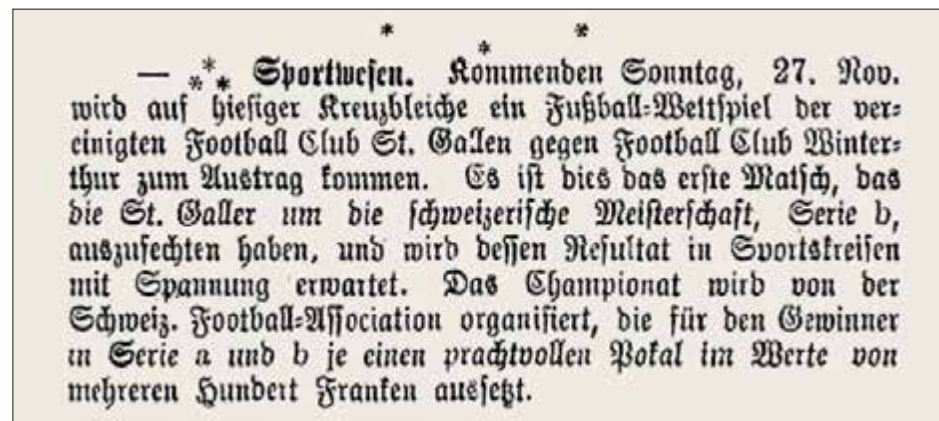 — *** Sportwesen. Kommenden Sonntag, 27. Nov.
wird auf hiesiger Kreuzbleiche ein Fußball-Wettspiel der ver-
einigten Football Club St. Gallen gegen Football Club Winter-
thur zum Austrag kommen. Es ist dies das erste Matsch, das
die St. Galler um die schweizerische Meisterschaft, Serie b,
auszufechten haben, und wird dessen Resultat in Sportskreisen
mit Spannung erwartet. Das Championat wird von der
Schweiz. Football-Association organisiert, die für den Gewinner
in Serie a und b je einen prachtvollen Pokal im Werte von
mehreren Hundert Franken aussetzt.